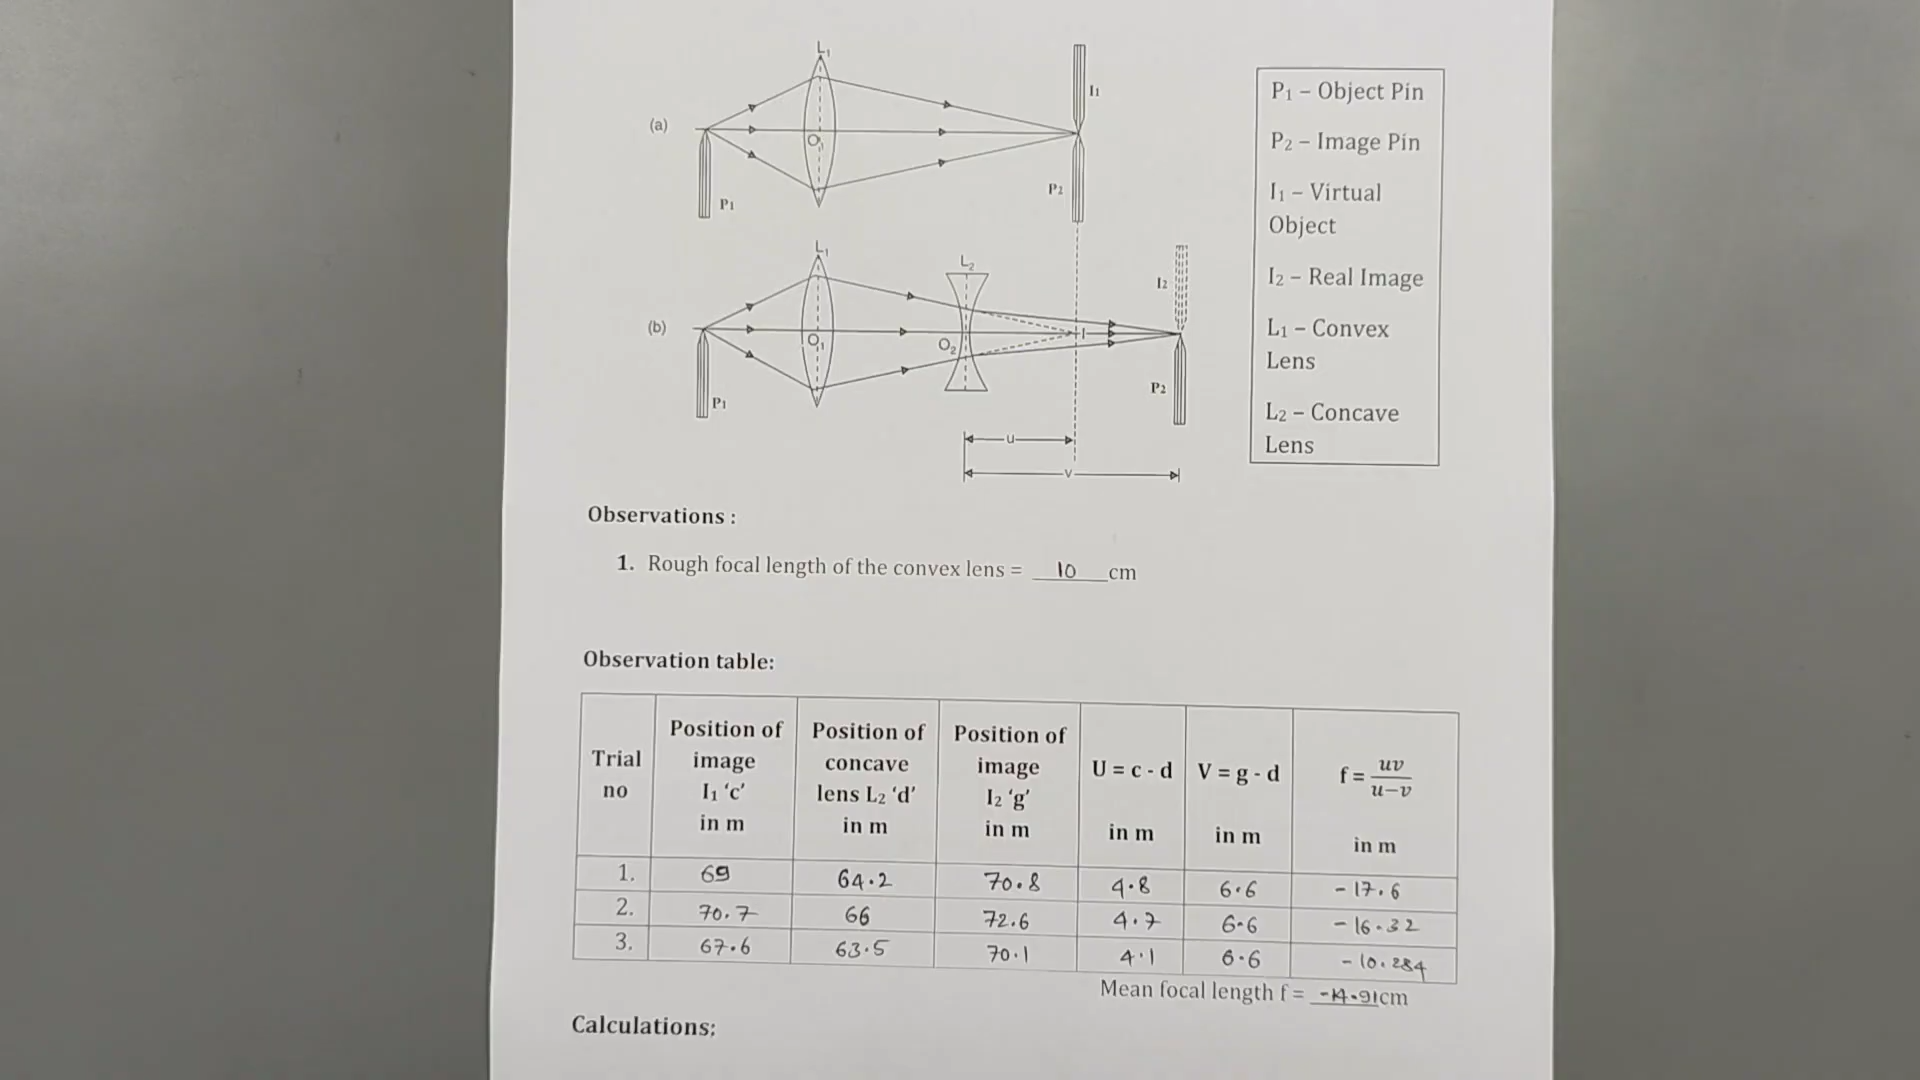 L1
I1
(a)
O1
P2
P1
L1
L2
I2
(b)
O1
O2
I
P2
P1
u
v
P1 – Object Pin
P2 – Image Pin
I1 – Virtual
Object
I2 – Real Image
L1 – Convex
Lens
L2 – Concave
Lens
Observations :
1. Rough focal length of the convex lens = 10 cm
Observation table:
Trial
no
Position of
image
I1 'c'
in m
Position of
concave
lens L2 'd'
in m
Position of
image
I2 'g'
in m
U = c - d
in m
V = g - d
in m
f = uv/u−v
in m
1. 69 64.2 70.8 4.8 6.6 -17.6
2. 70.7 66 72.6 4.7 6.6 -16.32
3. 67.6 63.5 70.1 4.1 6.6 -10.284
Mean focal length f = -14.91cm
Calculations: